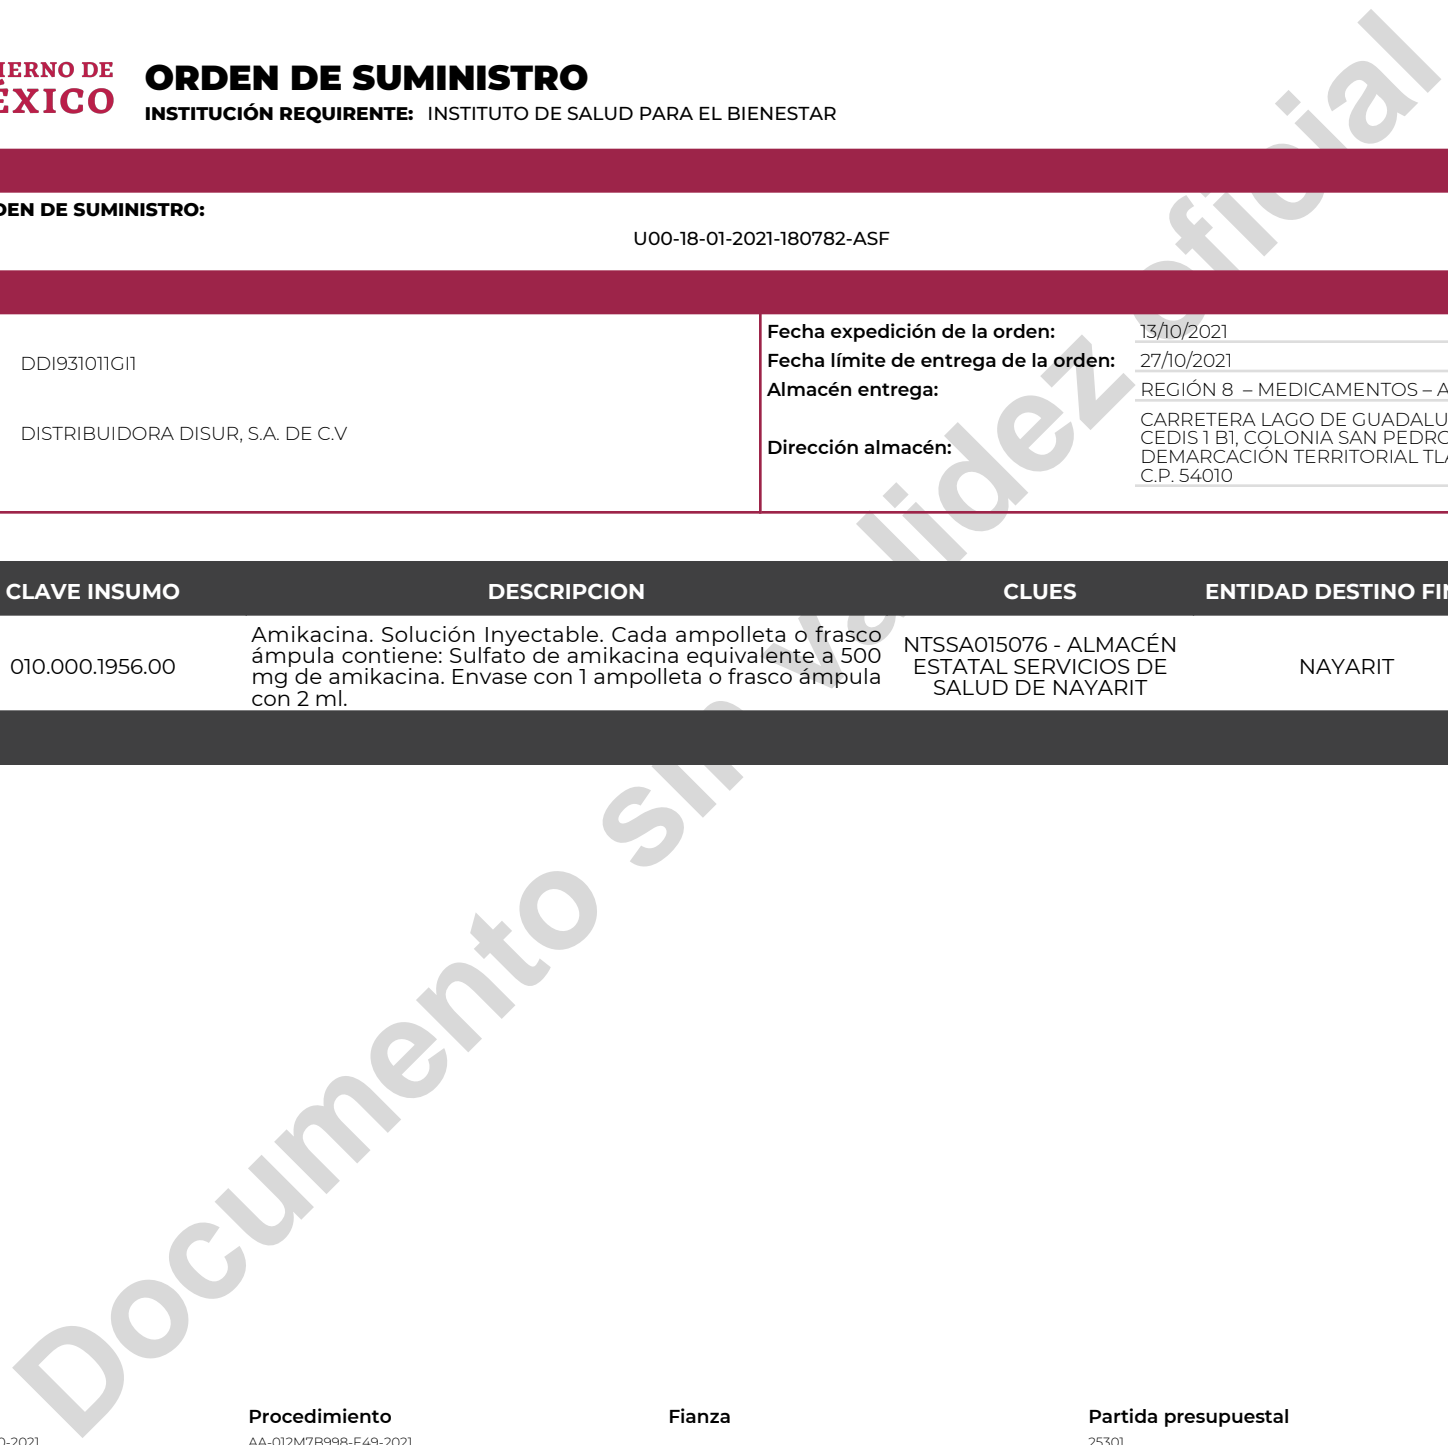 ORDEN DE SUMINISTRO
INSTITUCIÓN REQUIRENTE: INSTITUTO DE SALUD PARA EL BIENESTAR
DE
ÉXICO
DE SUMINISTRO:
U00-18-01-2021-180782-ASF
DDI931011GI1
DISTRIBUIDORA DISUR, S.A. DE C.V
Fecha expedición de la orden: 13/10/2021
Fecha límite de entrega de la orden: 27/10/2021
Almacén entrega: REGIÓN 8 – MEDICAMENTOS – A
Dirección almacén:
CARRETERA LAGO DE GUADALU
CEDIS 1 B1, COLONIA SAN PEDRO
DEMARCACIÓN TERRITORIAL TLA
C.P. 54010
CLAVE INSUMO DESCRIPCION CLUES ENTIDAD DESTINO FIN
010.000.1956.00
Amikacina. Solución Inyectable. Cada ampolleta o frasco
ámpula contiene: Sulfato de amikacina equivalente a 500
mg de amikacina. Envase con 1 ampolleta o frasco ámpula
con 2 ml.
NTSSA015076 - ALMACÉN
ESTATAL SERVICIOS DE
SALUD DE NAYARIT
NAYARIT
Documento sin validez oficial
Procedimiento Fianza Partida presupuestal
-2021 AA-012M7B998-E49-2021 25301